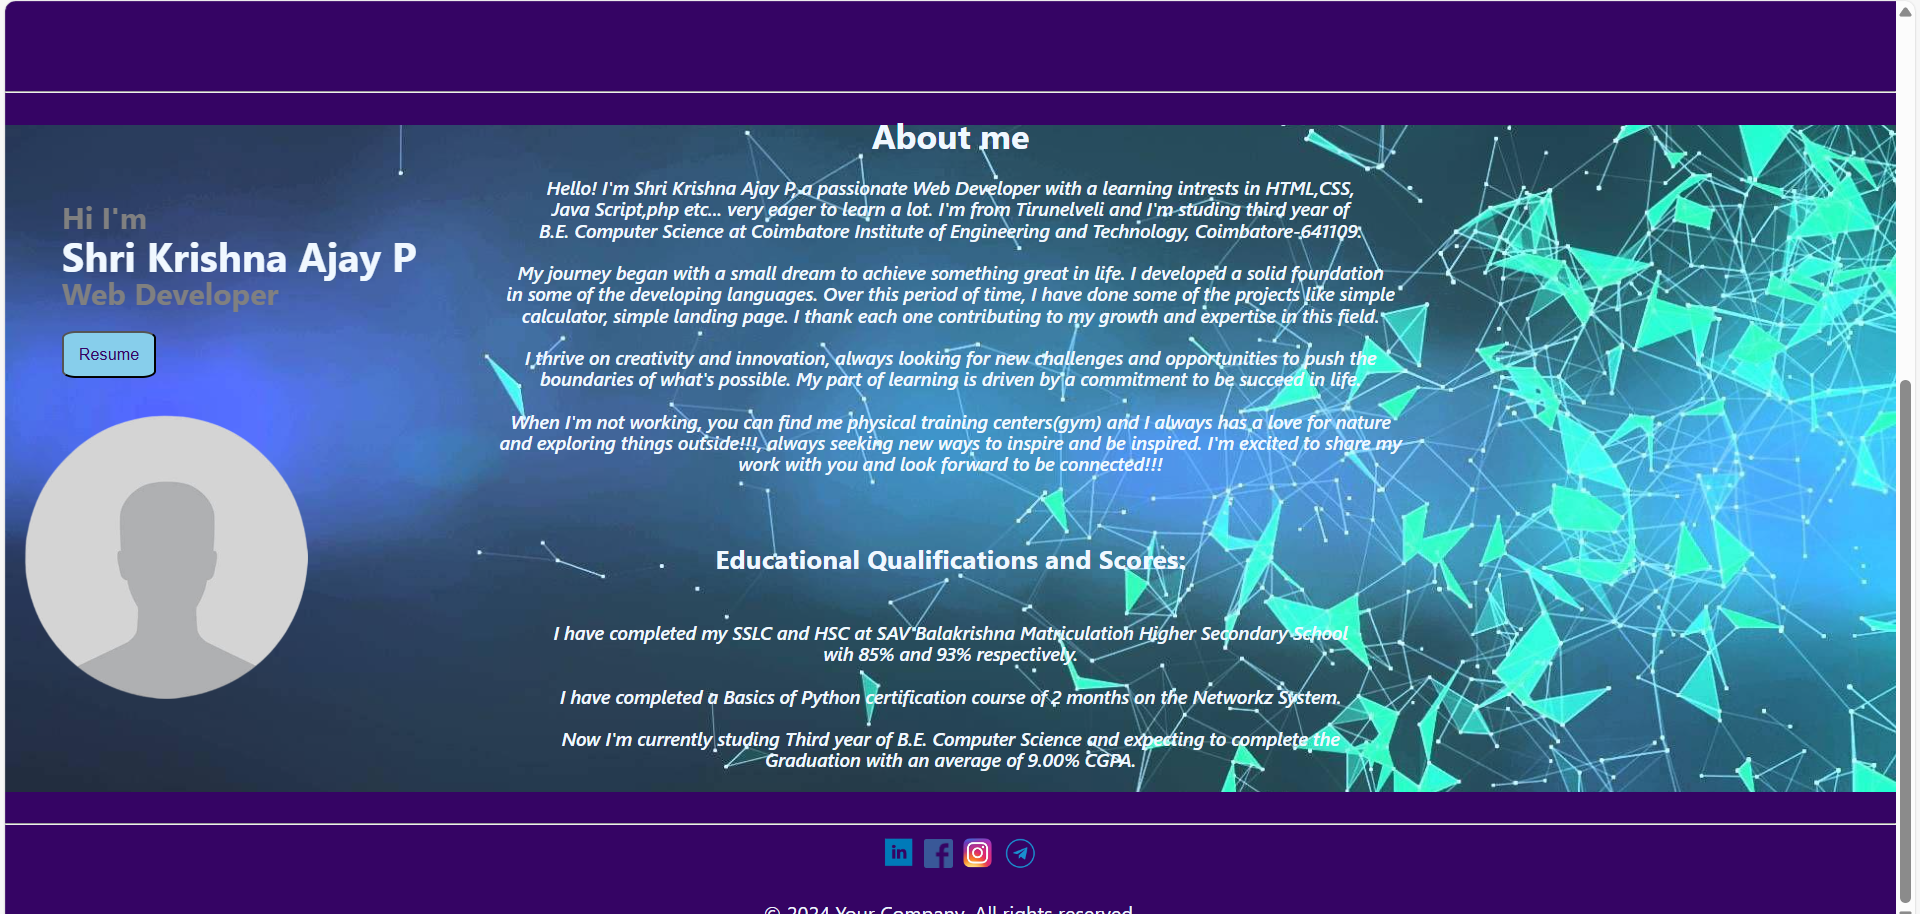 About me
Hello! I'm Shri Krishna Ajay P, a passionate Web Developer with a learning intrests in HTML,CSS,
Java Script,php etc... very eager to learn a lot. I'm from Tirunelveli and I'm studing third year of
B.E. Computer Science at Coimbatore Institute of Engineering and Technology, Coimbatore-641109.
My journey began with a small dream to achieve something great in life. I developed a solid foundation
in some of the developing languages. Over this period of time, I have done some of the projects like simple
calculator, simple landing page. I thank each one contributing to my growth and expertise in this field.
I thrive on creativity and innovation, always looking for new challenges and opportunities to push the
boundaries of what's possible. My part of learning is driven by a commitment to be succeed in life.
When I'm not working, you can find me physical training centers(gym) and I always has a love for nature
and exploring things outside!!!, always seeking new ways to inspire and be inspired. I'm excited to share my
work with you and look forward to be connected!!!
Hi I'm
Shri Krishna Ajay P
Web Developer
Resume
Educational Qualifications and Scores:
I have completed my SSLC and HSC at SAV Balakrishna Matriculation Higher Secondary School
wih 85% and 93% respectively.
I have completed a Basics of Python certification course of 2 months on the Networkz System.
Now I'm currently studing Third year of B.E. Computer Science and expecting to complete the
Graduation with an average of 9.00% CGPA.
in
© 2024 Your Company. All rights reserved.